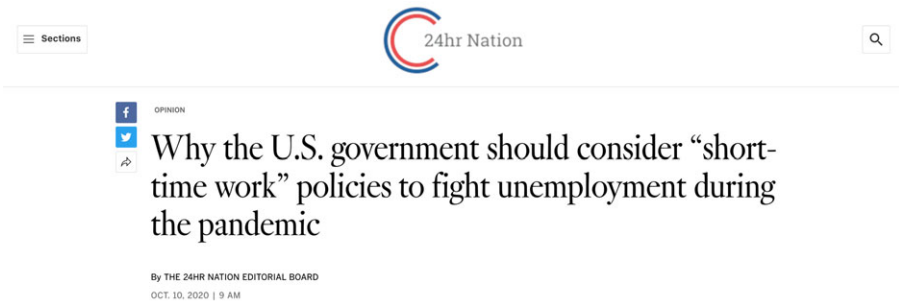 Sections
24hr Nation
OPINION
Why the U.S. government should consider “short-
time work” policies to fight unemployment during
the pandemic
By THE 24HR NATION EDITORIAL BOARD
OCT. 10, 2020 | 9 AM